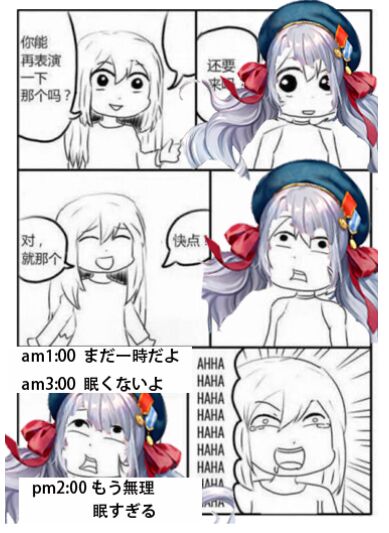 你能
再表演
一下
那个吗？
还要
来吗
对，
就那个
快点！
am1:00 まだ一時だよ
am3:00 眠くないよ
pm2:00 もう無理
眠すぎる
AHHA
HAHA
HAHA
HAHA
HAHA
HAHA
HAHA
HAHA
HAHA